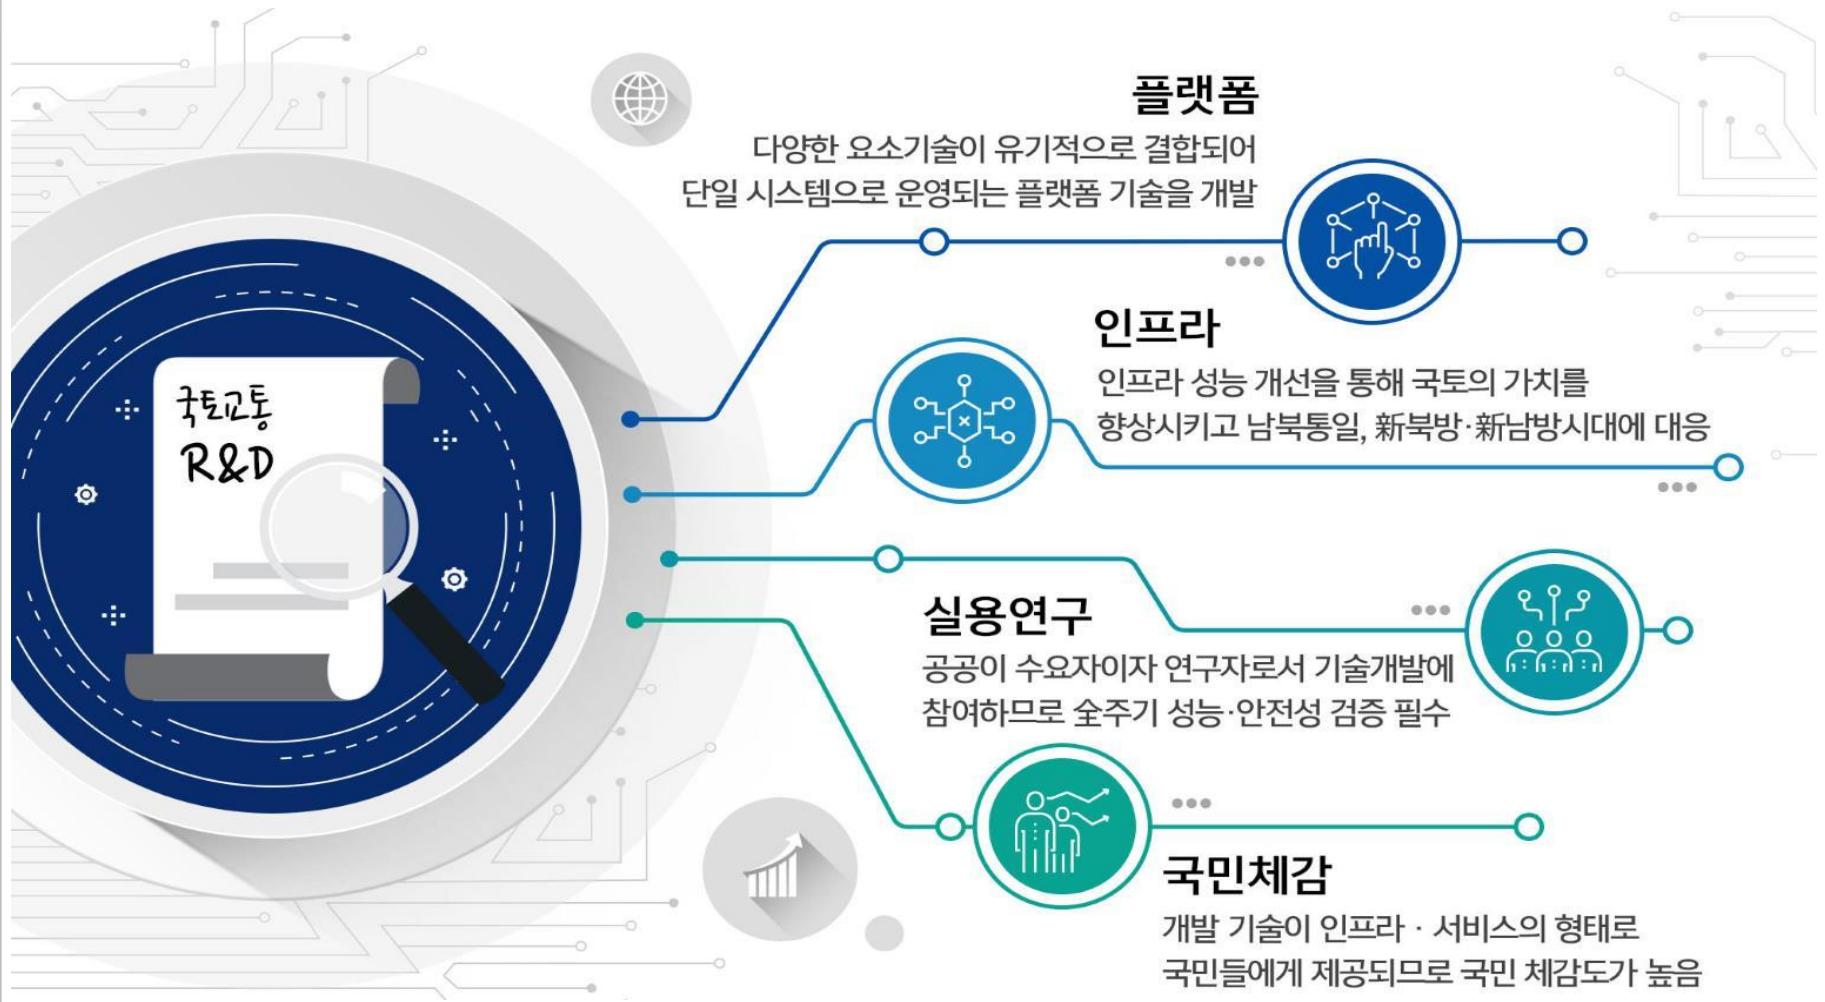 국토교통
R&D
플랫폼
다양한 요소기술이 유기적으로 결합되어
단일 시스템으로 운영되는 플랫폼 기술을 개발
인프라
인프라 성능 개선을 통해 국토의 가치를
향상시키고 남북통일, 新북방·新남방시대에 대응
실용연구
공공이 수요자이자 연구자로서 기술개발에
참여하므로 全주기 성능·안전성 검증 필수
국민체감
개발 기술이 인프라 · 서비스의 형태로
국민들에게 제공되므로 국민 체감도가 높음